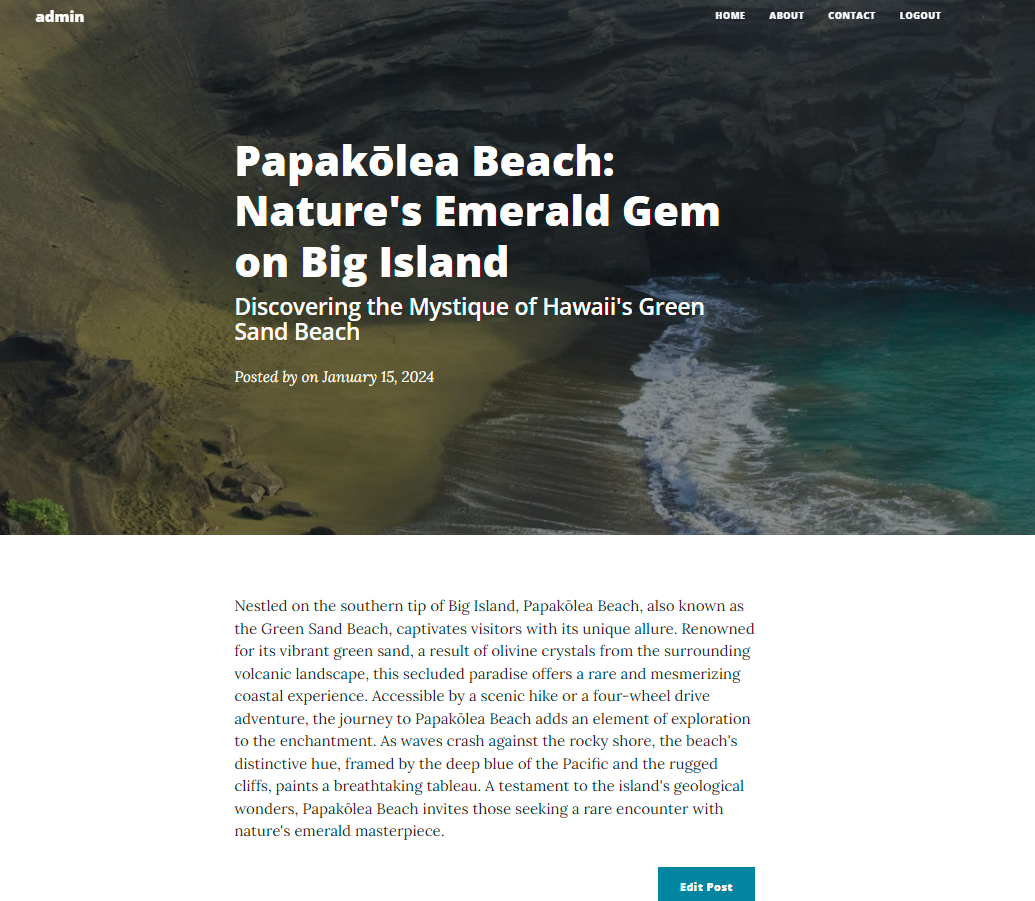 admin
HOME ABOUT CONTACT LOGOUT
Papakōlea Beach:
Nature's Emerald Gem
on Big Island
Discovering the Mystique of Hawaii's Green
Sand Beach
Posted by on January 15, 2024
Nestled on the southern tip of Big Island, Papakōlea Beach, also known as
the Green Sand Beach, captivates visitors with its unique allure. Renowned
for its vibrant green sand, a result of olivine crystals from the surrounding
volcanic landscape, this secluded paradise offers a rare and mesmerizing
coastal experience. Accessible by a scenic hike or a four-wheel drive
adventure, the journey to Papakōlea Beach adds an element of exploration
to the enchantment. As waves crash against the rocky shore, the beach's
distinctive hue, framed by the deep blue of the Pacific and the rugged
cliffs, paints a breathtaking tableau. A testament to the island's geological
wonders, Papakōlea Beach invites those seeking a rare encounter with
nature's emerald masterpiece.
Edit Post